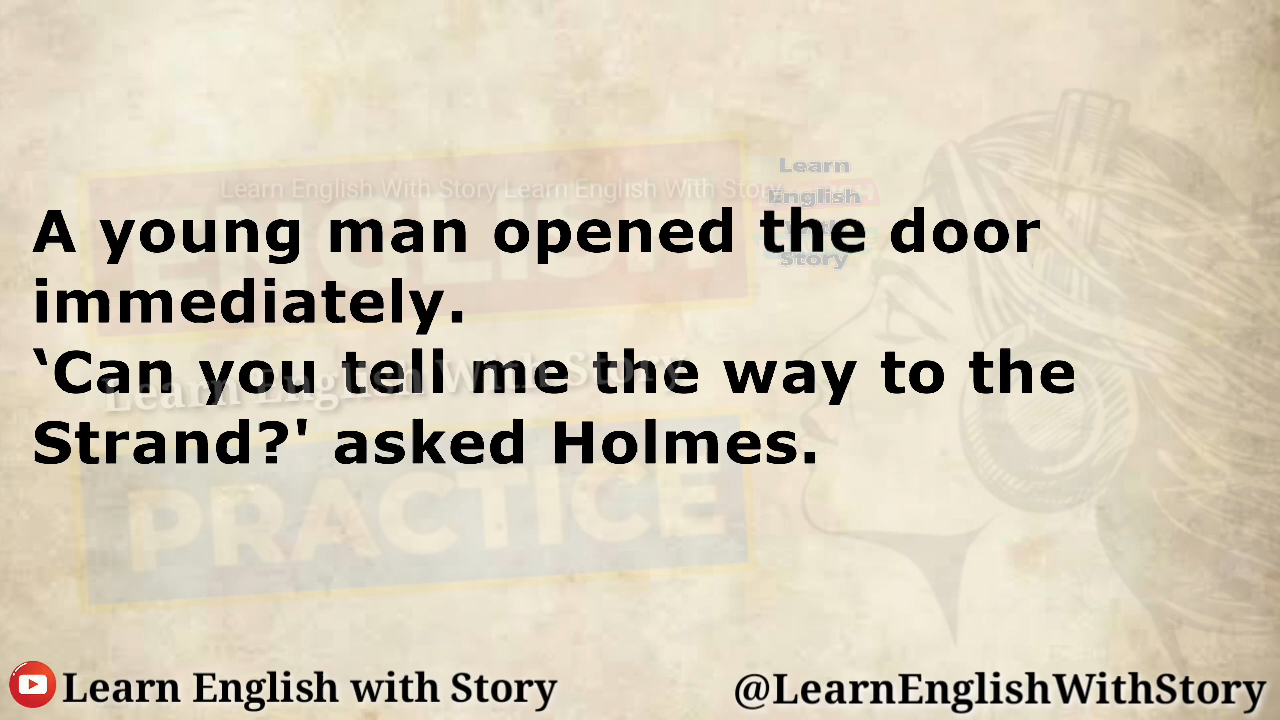 Learn
Learn English With Story Learn English With Story
English
With
Story
ENGLISH
A young man opened the door
immediately.
Learn English With Story
‘Can you tell me the way to the
Strand?' asked Holmes.
PRACTICE
Learn English with Story
@LearnEnglishWithStory